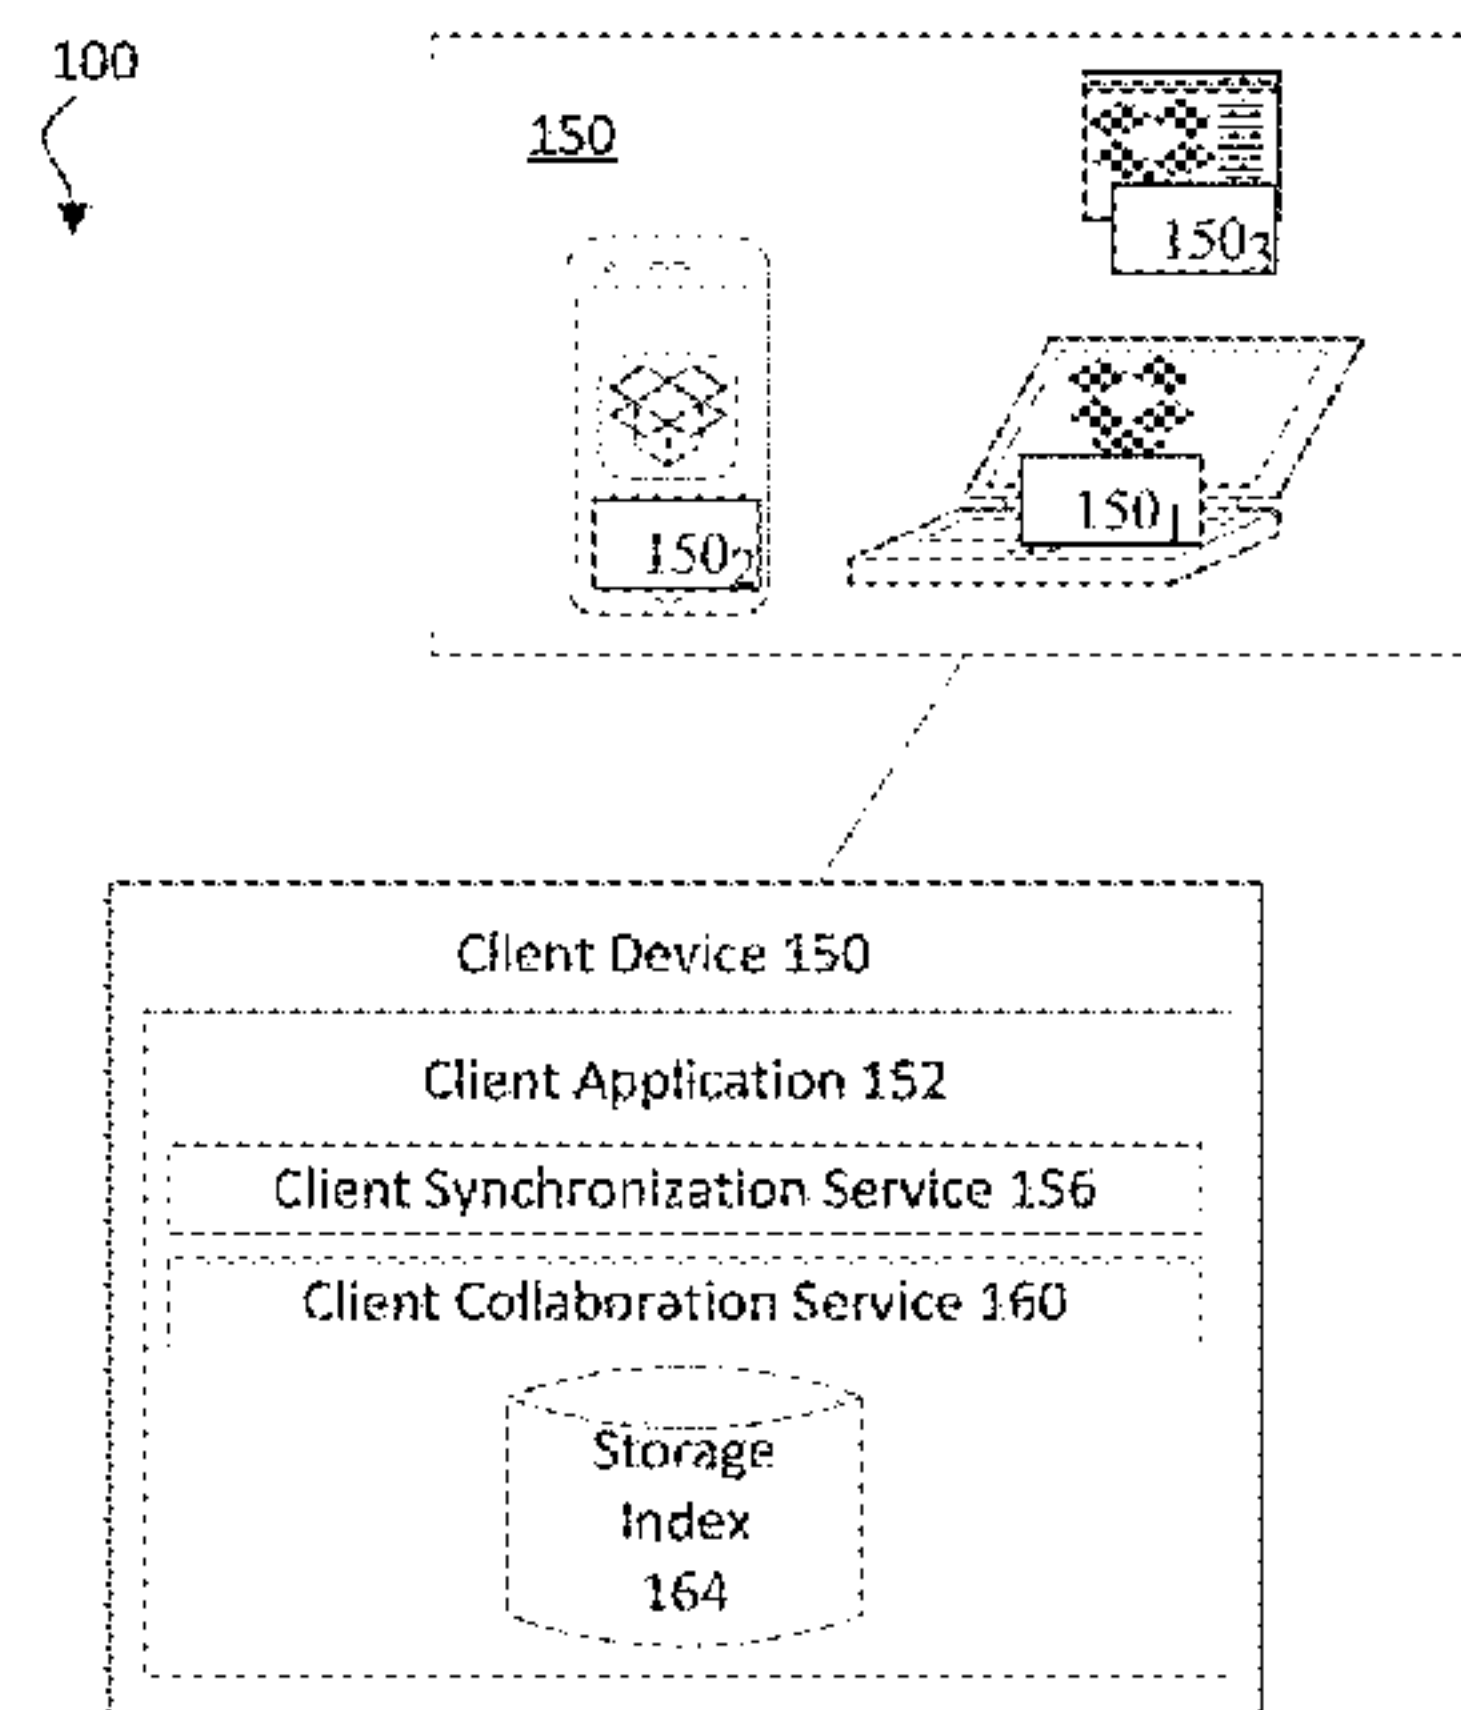 100
150
150₃
150₁
150₂
Client Device 150
Client Application 152
Client Synchronization Service 156
Client Collaboration Service 160
Storage
Index
164